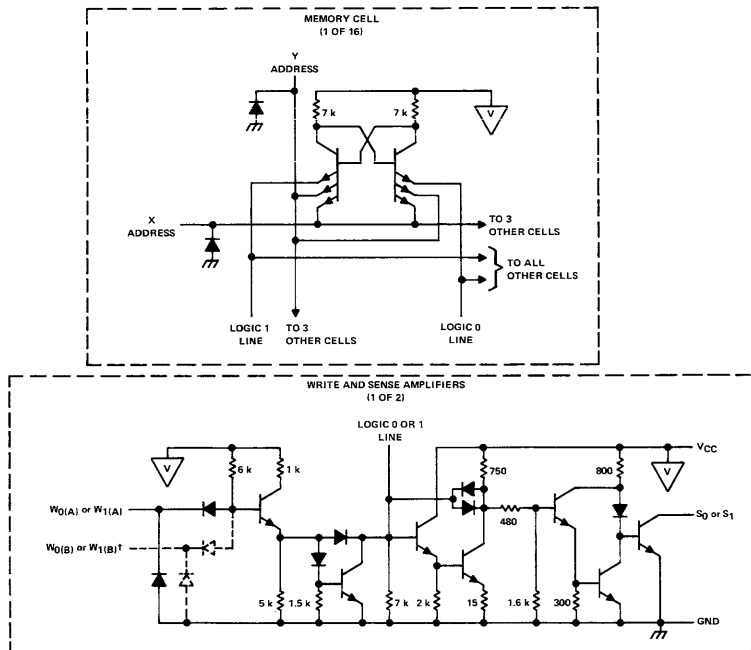 MEMORY CELL
(1 OF 16)
Y
ADDRESS
7 k
7 k
V
X
ADDRESS
TO 3
OTHER CELLS
TO ALL
OTHER CELLS
LOGIC 1
LINE
TO 3
OTHER CELLS
LOGIC 0
LINE
WRITE AND SENSE AMPLIFIERS
(1 OF 2)
LOGIC 0 OR 1
LINE
VCC
V
6 k
1 k
750
800
V
W0(A) or W1(A)
480
S0 or S1
W0(B) or W1(B)†
5 k
1.5 k
7 k
2 k
15
1.6 k
300
GND